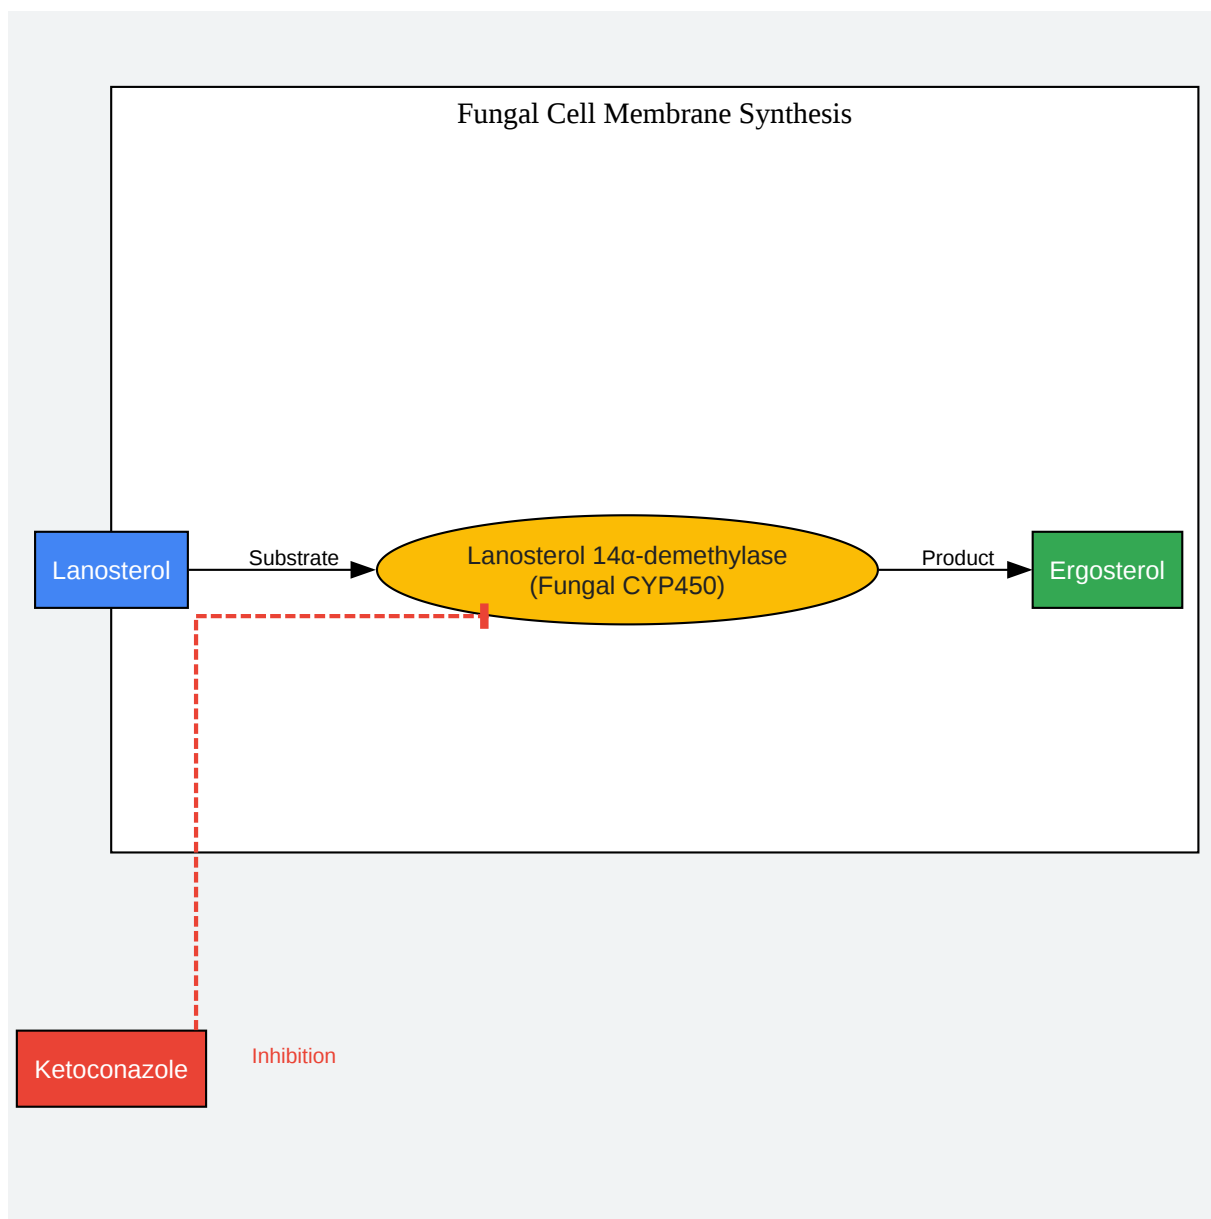 Fungal Cell Membrane Synthesis
Lanosterol
Substrate
Lanosterol 14α-demethylase
(Fungal CYP450)
Product
Ergosterol
Ketoconazole
Inhibition